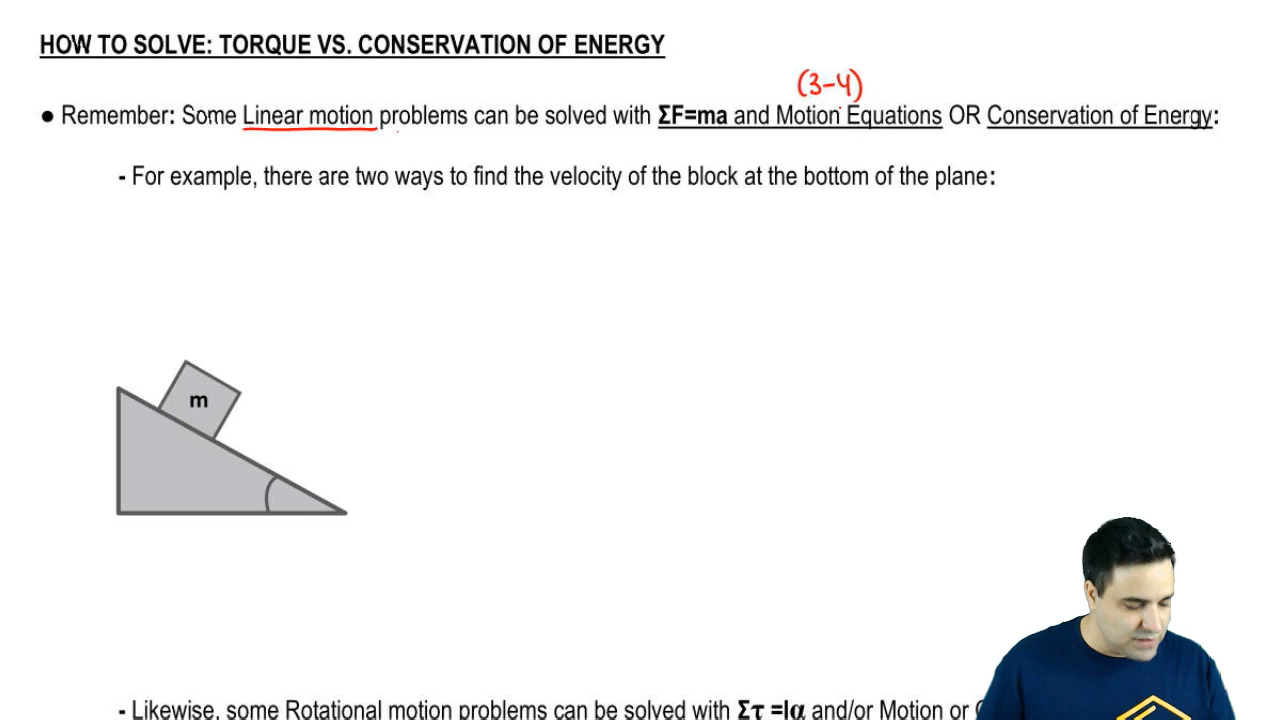 HOW TO SOLVE: TORQUE VS. CONSERVATION OF ENERGY
(3-4)
● Remember: Some Linear motion problems can be solved with ΣF=ma and Motion Equations OR Conservation of Energy:
- For example, there are two ways to find the velocity of the block at the bottom of the plane:
m
- Likewise, some Rotational motion problems can be solved with Στ =Iα and/or Motion or